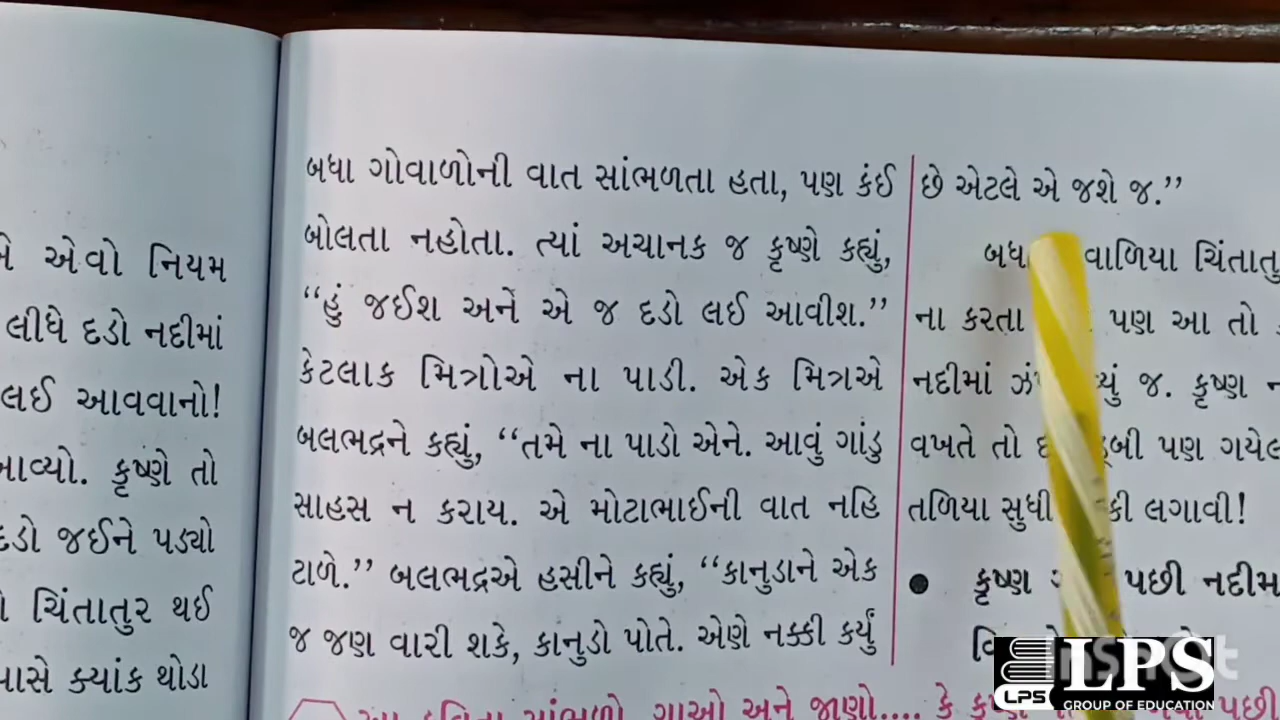 એવો નિયમ
લીધે દડો નદીમાં
લઈ આવવાનો!
કૃષ્ણે તો
દડો જઈને પડ્યો
ચિંતાતુર થઈ
ક્યાંક થોડા
બધા ગોવાળોની વાત સાંભળતા હતા, પણ કંઈ
બોલતા નહોતા. ત્યાં અચાનક જ કૃષ્ણે કહ્યું,
“હું જઈશ અને એ જ દડો લઈ આવીશ.”
કેટલાક મિત્રોએ ના પાડી. એક મિત્રએ
બલભદ્રને કહ્યું, “તમે ના પાડો એને. આવું ગાંડુ
સાહસ ન કરાય. એ મોટાભાઈની વાત નહિ
ટાળે.” બલભદ્રએ હસીને કહ્યું, “કાનુડાને એક
જ જણ વારી શકે, કાનુડો પોતે. એણે નક્કી કર્યું
છે એટલે એ જશે જ.”
ના કરતા પણ આ તો
નદીમાં જ. કૃષ્ણ
વખતે તો પણ
તળિયા સુધી લગાવી!
● કૃષ્ણ પછી
સાંભળો, ગાઓ અને જાણો.... કે
LPS
LPS
GROUP OF EDUCATION